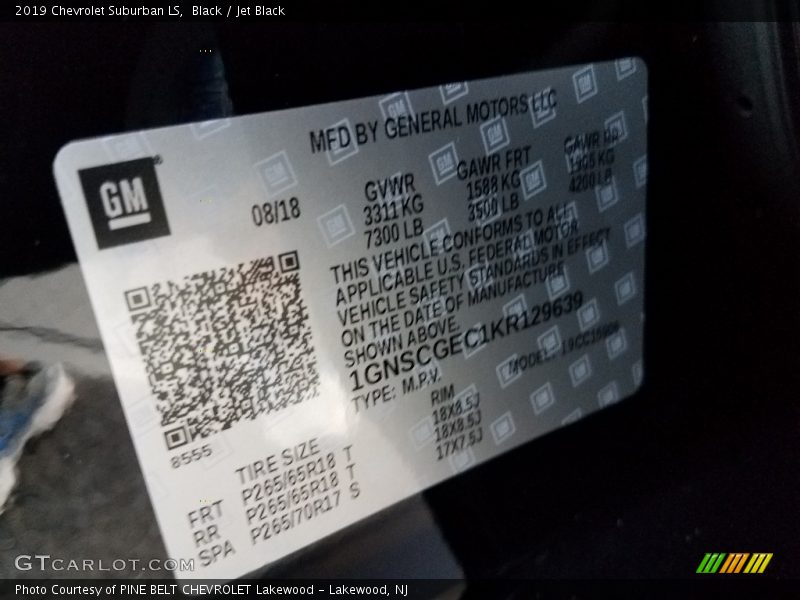 2019 Chevrolet Suburban LS,  Black / Jet Black
MFD BY GENERAL MOTORS LLC
GM
08/18
GVWR GAWR FRT GAWR RR
3311 KG 1588 KG 1905 KG
7300 LB 3500 LB 4200 LB
THIS VEHICLE CONFORMS TO ALL
APPLICABLE U.S. FEDERAL MOTOR
VEHICLE SAFETY STANDARDS IN EFFECT
ON THE DATE OF MANUFACTURE
SHOWN ABOVE.
1GNSCGEC1KR129639
TYPE: M.P.V. MODEL:
8555
TIRE SIZE RIM
FRT P265/65R18 T 18X8.5J
RR P265/65R18 T 18X8.5J
SPA P265/70R17 S 17X7.5J
GTCARLOT.COM
Photo Courtesy of PINE BELT CHEVROLET Lakewood - Lakewood, NJ